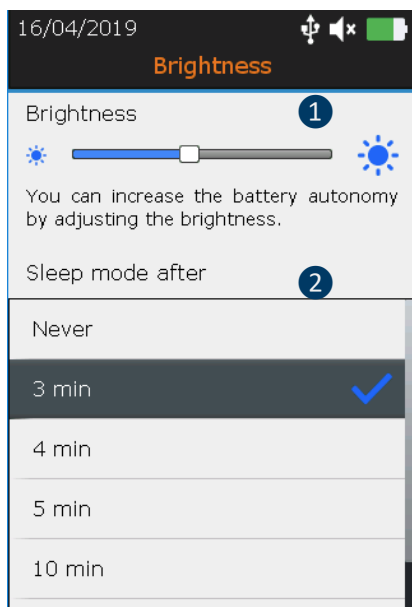 16/04/2019
Brightness
Brightness
1
You can increase the battery autonomy
by adjusting the brightness.
Sleep mode after
2
Never
3 min
4 min
5 min
10 min